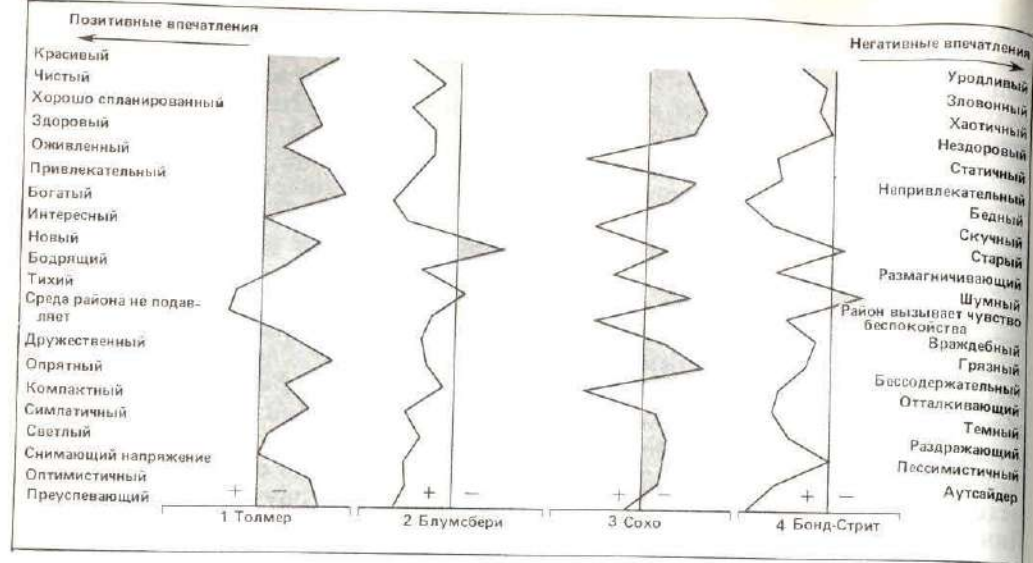 Позитивные впечатления
Красивый
Чистый
Хорошо спланированный
Здоровый
Оживленный
Привлекательный
Богатый
Интересный
Новый
Бодрящий
Тихий
Среда района не подав-
ляет
Дружественный
Опрятный
Компактный
Симпатичный
Светлый
Снимающий напряжение
Оптимистичный
Преуспевающий
Негативные впечатления
Уродливый
Зловонный
Хаотичный
Нездоровый
Статичный
Непривлекательный
Бедный
Скучный
Старый
Размагничивающий
Шумный
Район вызывает чувство
беспокойства
Враждебный
Грязный
Бессодержательный
Отталкивающий
Темный
Раздражающий
Пессимистичный
Аутсайдер
+ −
+ −
+ −
+ −
1 Толмер
2 Блумсбери
3 Сохо
4 Бонд-Стрит